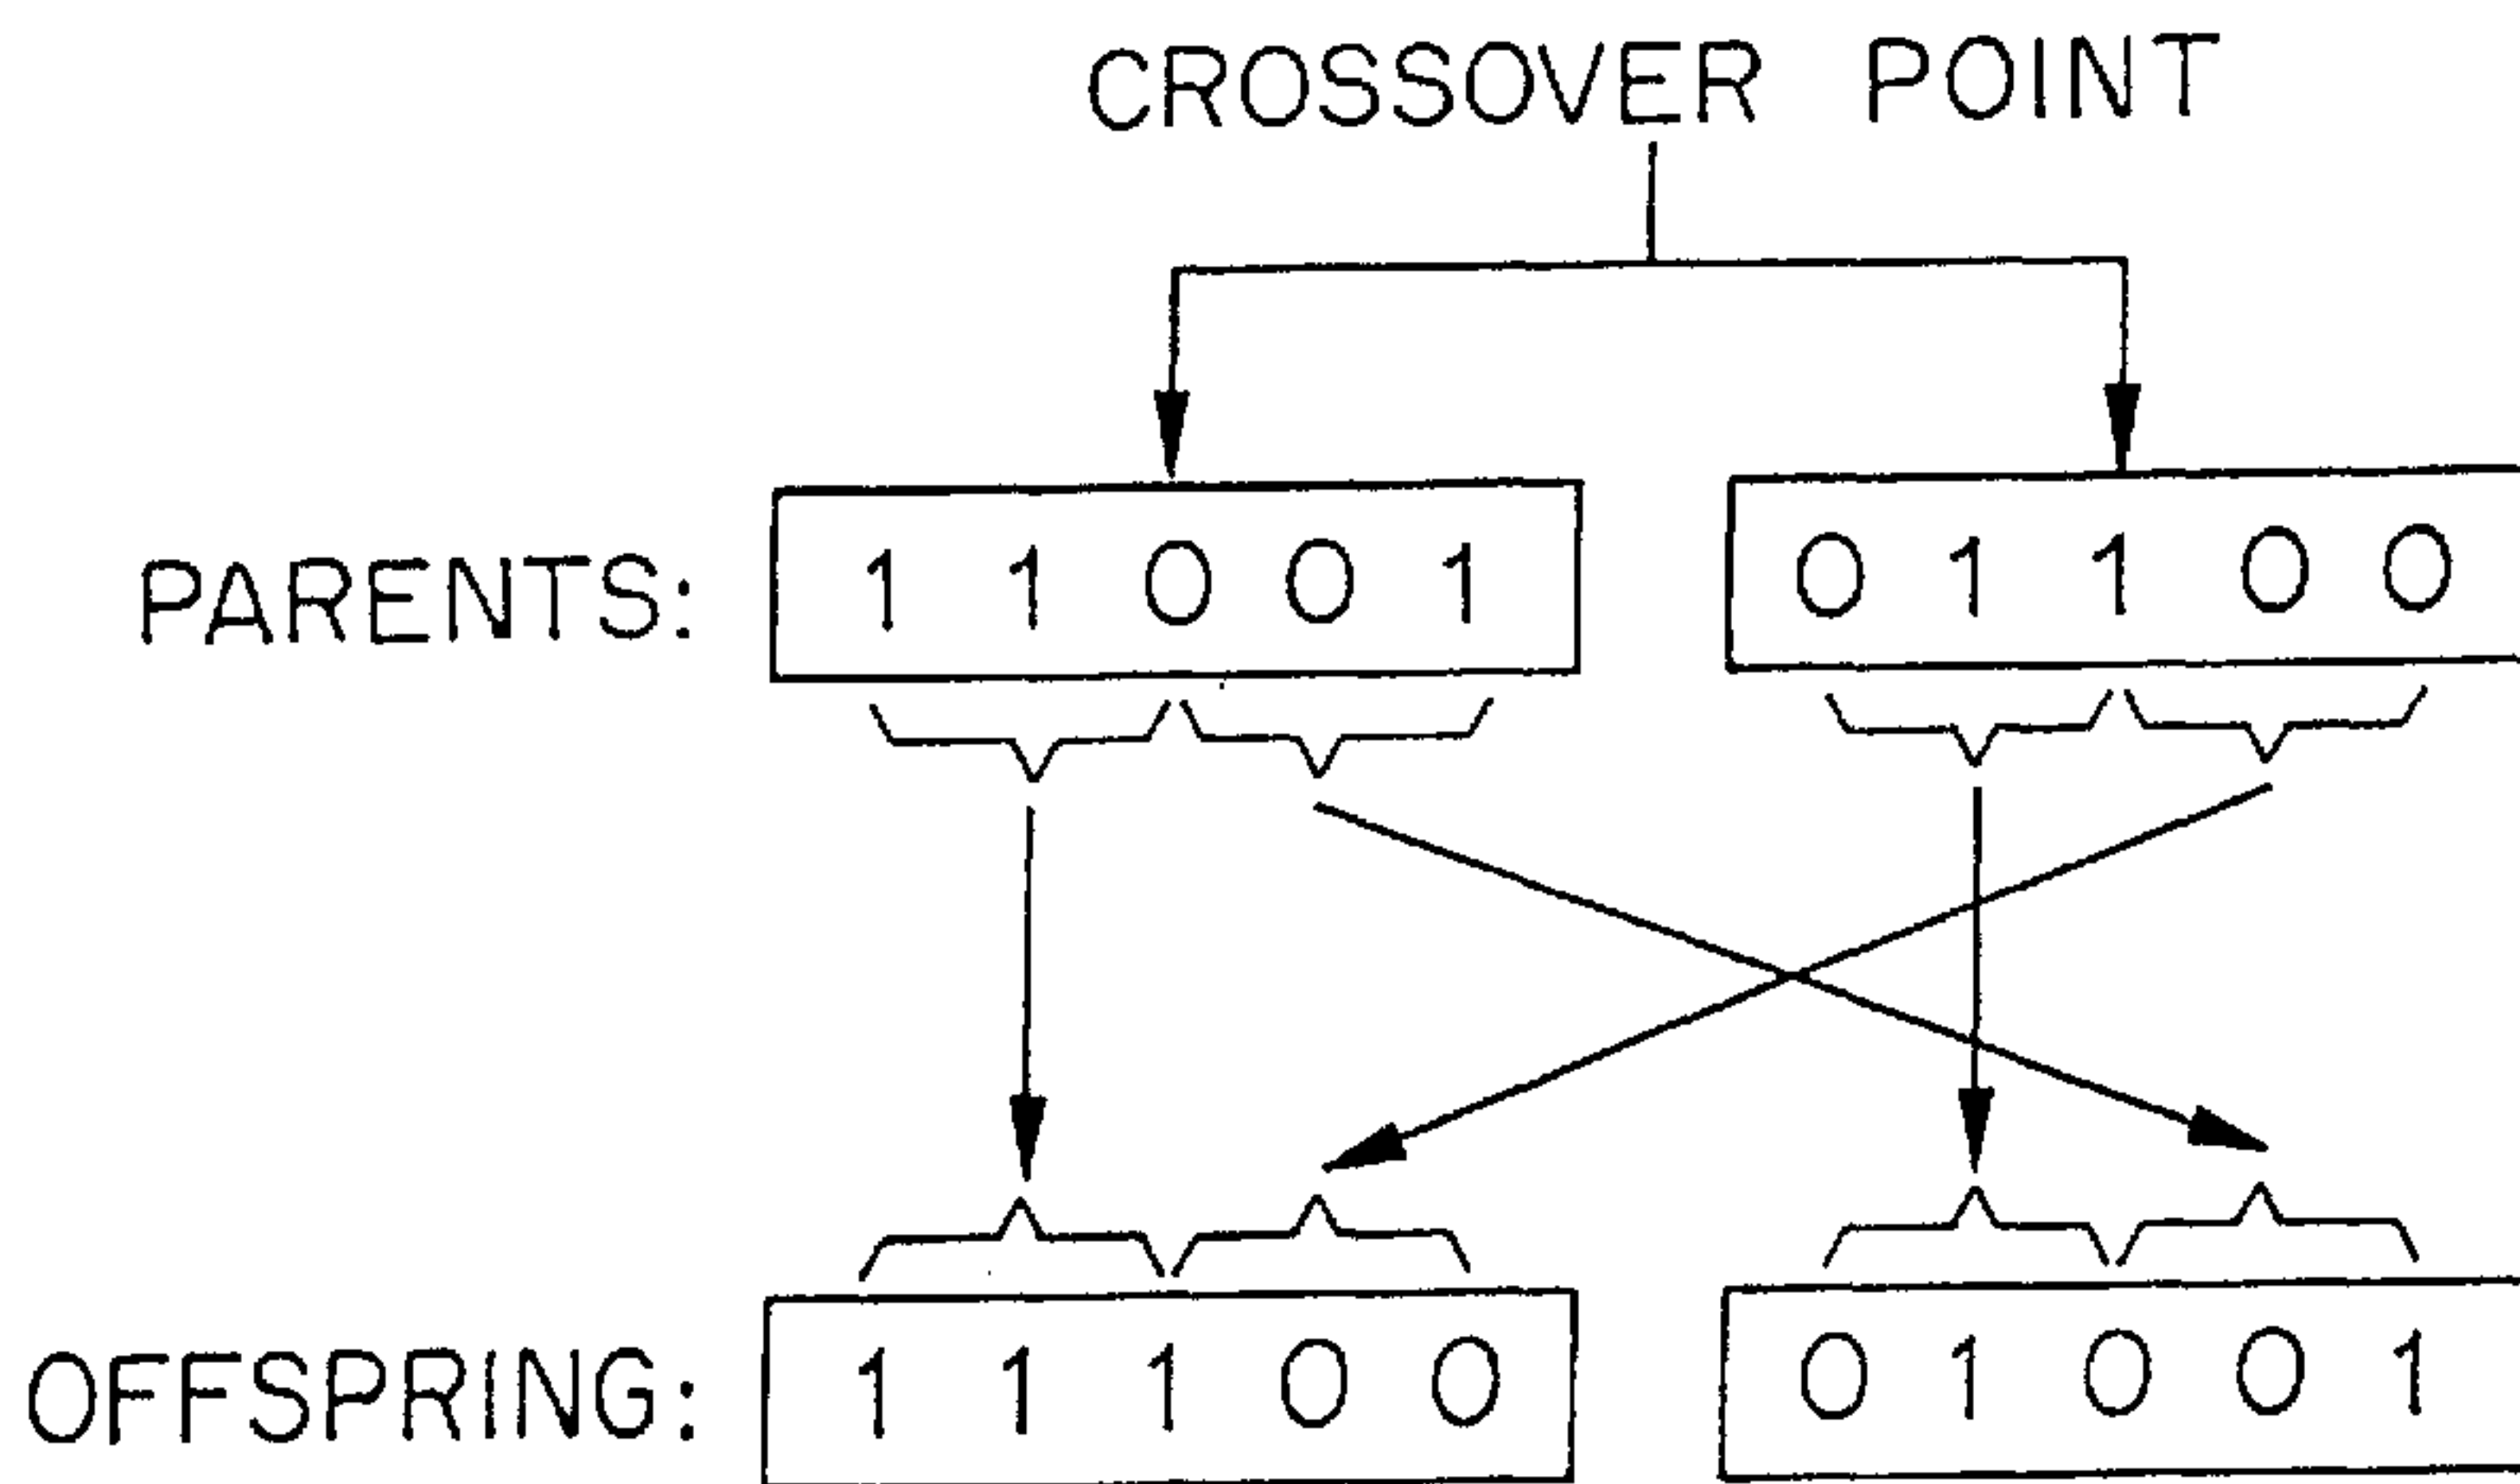 CROSSOVER POINT
PARENTS: 1 1 0 0 1 0 1 1 0 0
OFFSPRING: 1 1 1 0 0 0 1 0 0 1